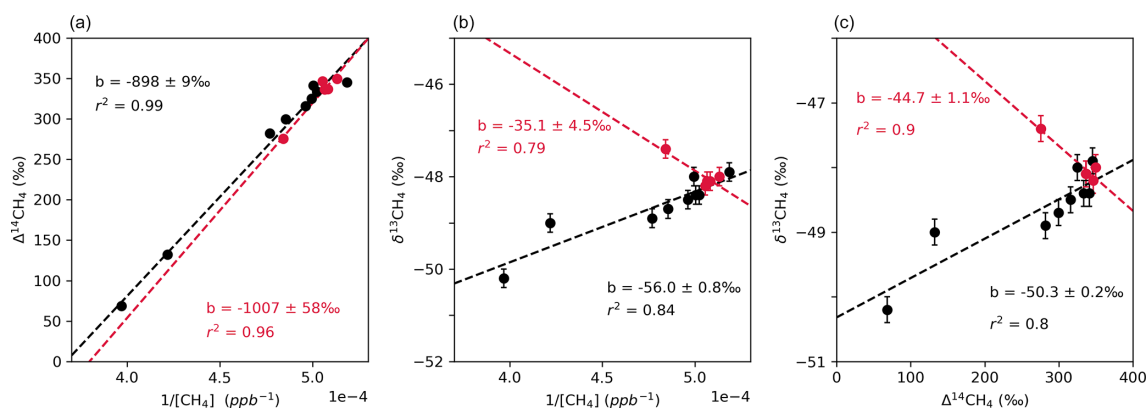 (a)
400
350
300
250
200
150
100
50
0
Δ¹⁴CH₄ (‰)
b = -898 ± 9‰
r² = 0.99
b = -1007 ± 58‰
r² = 0.96
4.0
4.5
5.0
1e−4
1/[CH₄] (ppb⁻¹)
(b)
−46
−48
−50
−52
δ¹³CH₄ (‰)
b = -35.1 ± 4.5‰
r² = 0.79
b = -56.0 ± 0.8‰
r² = 0.84
4.0
4.5
5.0
1e−4
1/[CH₄] (ppb⁻¹)
(c)
−47
−49
−51
δ¹³CH₄ (‰)
b = -44.7 ± 1.1‰
r² = 0.9
b = -50.3 ± 0.2‰
r² = 0.8
0
100
200
300
400
Δ¹⁴CH₄ (‰)